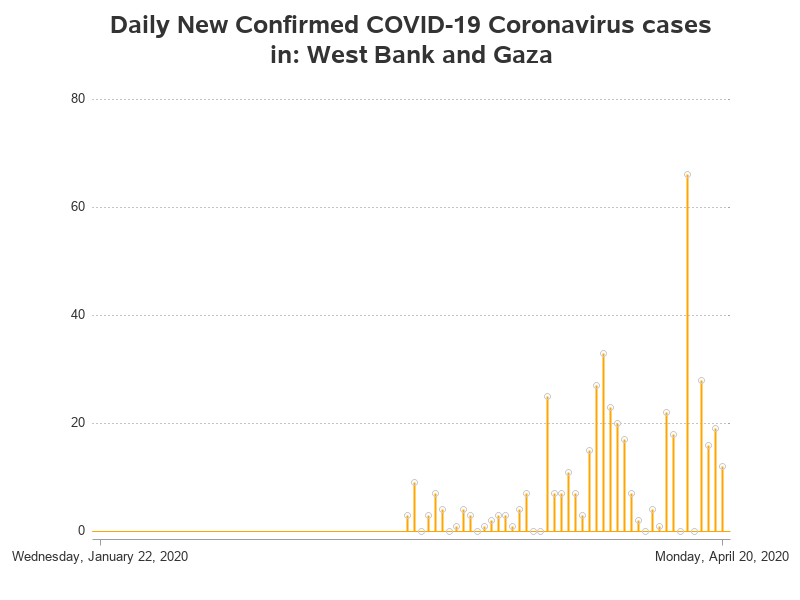 Daily New Confirmed COVID-19 Coronavirus cases
in: West Bank and Gaza
80
60
40
20
0
Wednesday, January 22, 2020
Monday, April 20, 2020